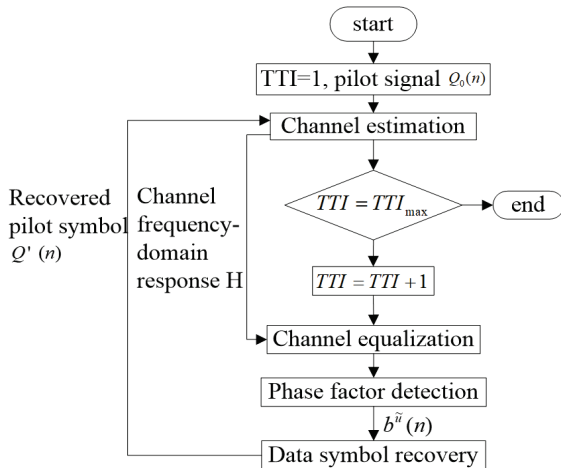 start
TTI=1, pilot signal Q₀(n)
Channel estimation
Recovered
pilot symbol
Q' (n)
Channel
frequency-
domain
response H
TTI = TTI_max
end
TTI = TTI + 1
Channel equalization
Phase factor detection
b^ũ(n)
Data symbol recovery